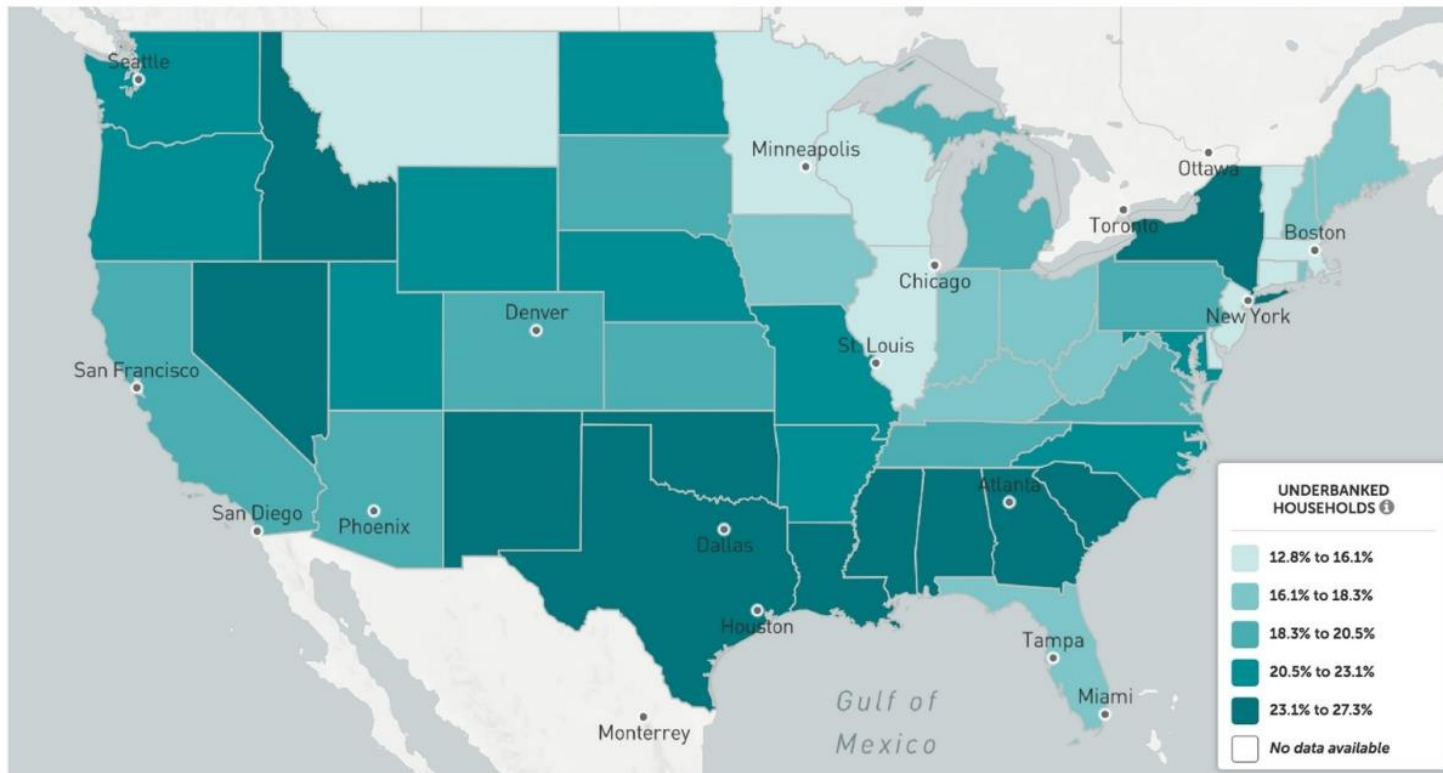 Seattle
Minneapolis
Ottawa
Toronto
Boston
Chicago
New York
Denver
St. Louis
San Francisco
Atlanta
San Diego
Phoenix
Dallas
Houston
Tampa
Miami
Monterrey
Gulf of
Mexico
UNDERBANKED
HOUSEHOLDS
12.8% to 16.1%
16.1% to 18.3%
18.3% to 20.5%
20.5% to 23.1%
23.1% to 27.3%
No data available